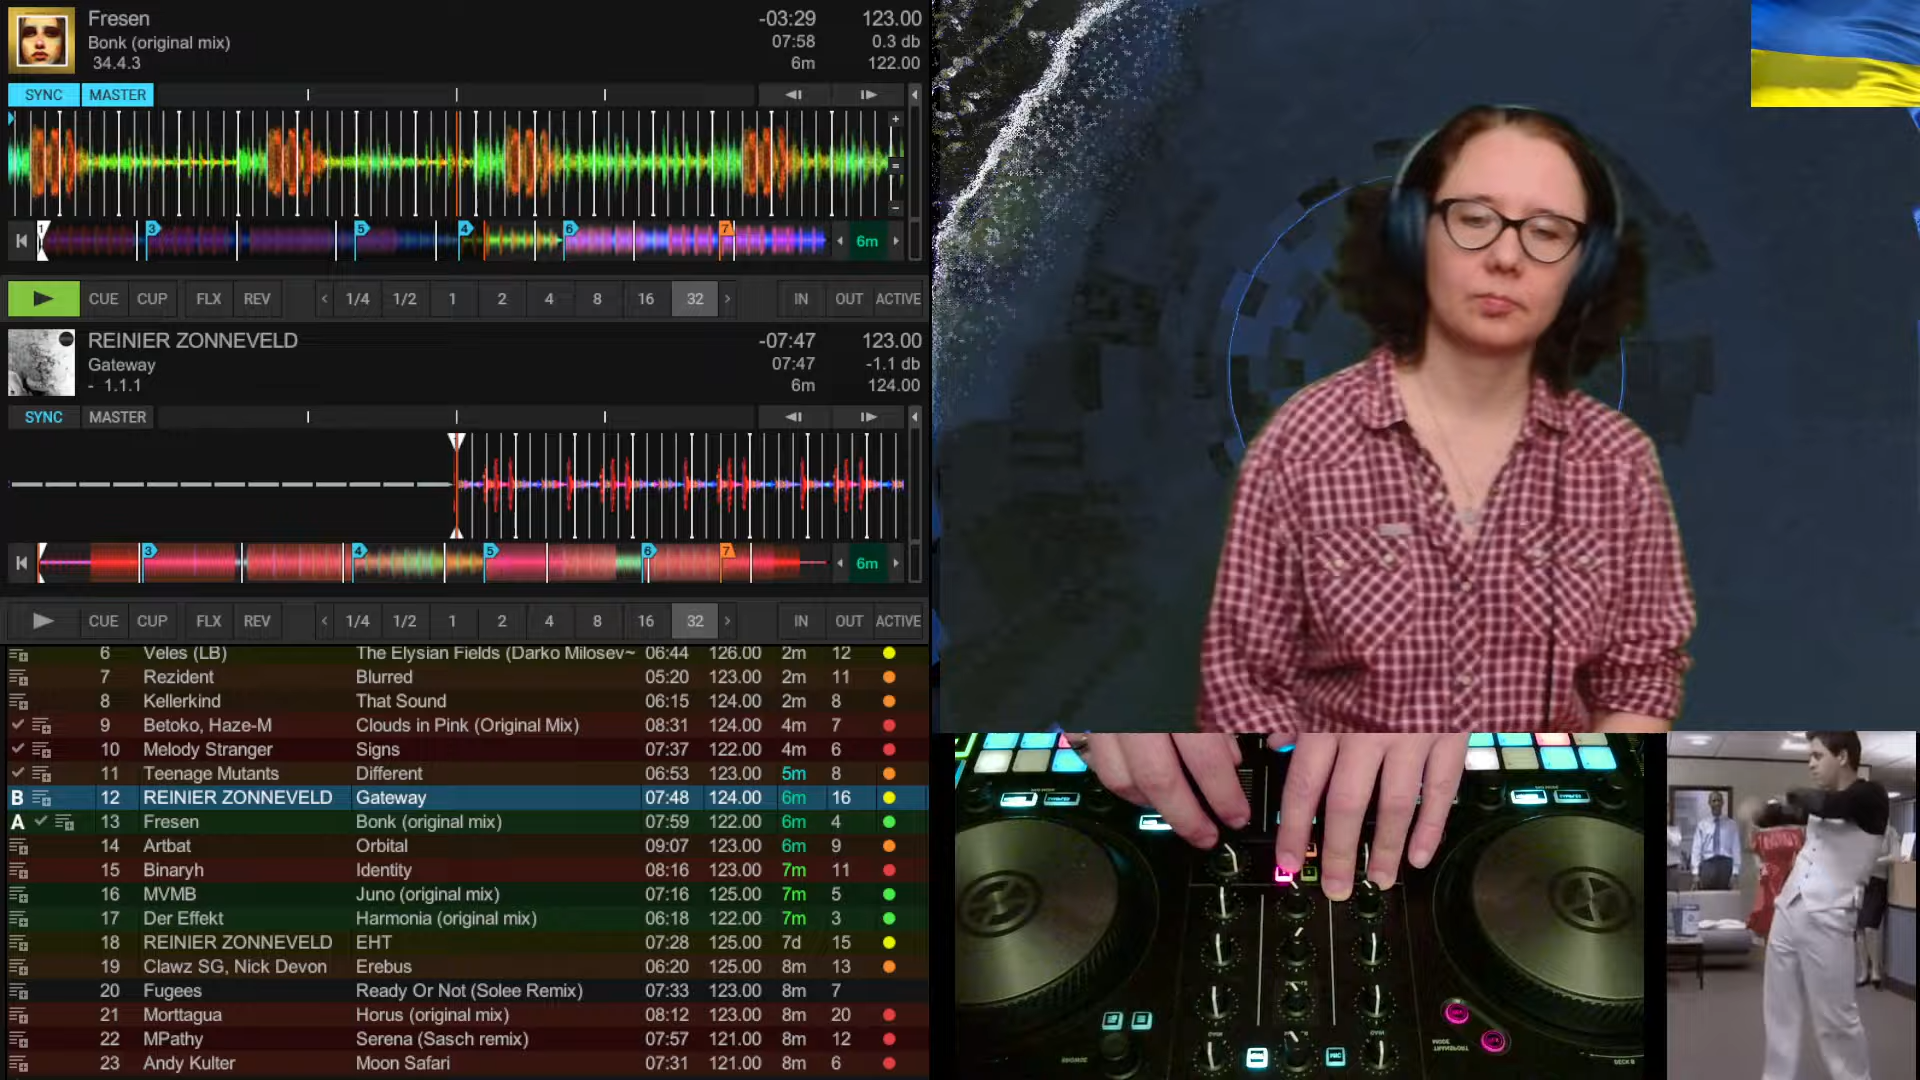 Fresen -03:29 123.00
Bonk (original mix) 07:58 0.3 db
34.4.3 6m 122.00
SYNC MASTER
1 3 5 4 6 7 6m
CUE CUP FLX REV 1/4 1/2 1 2 4 8 16 32 IN OUT ACTIVE
REINIER ZONNEVELD -07:47 123.00
Gateway 07:47 -1.1 db
- 1.1.1 6m 124.00
SYNC MASTER
3 4 5 6 7 6m
CUE CUP FLX REV 1/4 1/2 1 2 4 8 16 32 IN OUT ACTIVE
6 Veles (LB) The Elysian Fields (Darko Milosev~ 06:44 126.00 2m 12
7 Rezident Blurred 05:20 123.00 2m 11
8 Kellerkind That Sound 06:15 124.00 2m 8
9 Betoko, Haze-M Clouds in Pink (Original Mix) 08:31 124.00 4m 7
10 Melody Stranger Signs 07:37 122.00 4m 6
11 Teenage Mutants Different 06:53 123.00 5m 8
B 12 REINIER ZONNEVELD Gateway 07:48 124.00 6m 16
A 13 Fresen Bonk (original mix) 07:59 122.00 6m 4
14 Artbat Orbital 09:07 123.00 6m 9
15 Binaryh Identity 08:16 123.00 7m 11
16 MVMB Juno (original mix) 07:16 125.00 7m 5
17 Der Effekt Harmonia (original mix) 06:18 122.00 7m 3
18 REINIER ZONNEVELD EHT 07:28 125.00 7d 15
19 Clawz SG, Nick Devon Erebus 06:20 125.00 8m 13
20 Fugees Ready Or Not (Solee Remix) 07:33 123.00 8m 7
21 Morttagua Horus (original mix) 08:12 123.00 8m 20
22 MPathy Serena (Sasch remix) 07:57 121.00 8m 12
23 Andy Kulter Moon Safari 07:31 121.00 8m 6